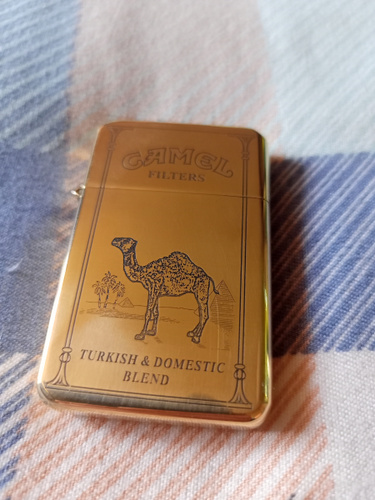 CAMEL
FILTERS
TURKISH & DOMESTIC
BLEND